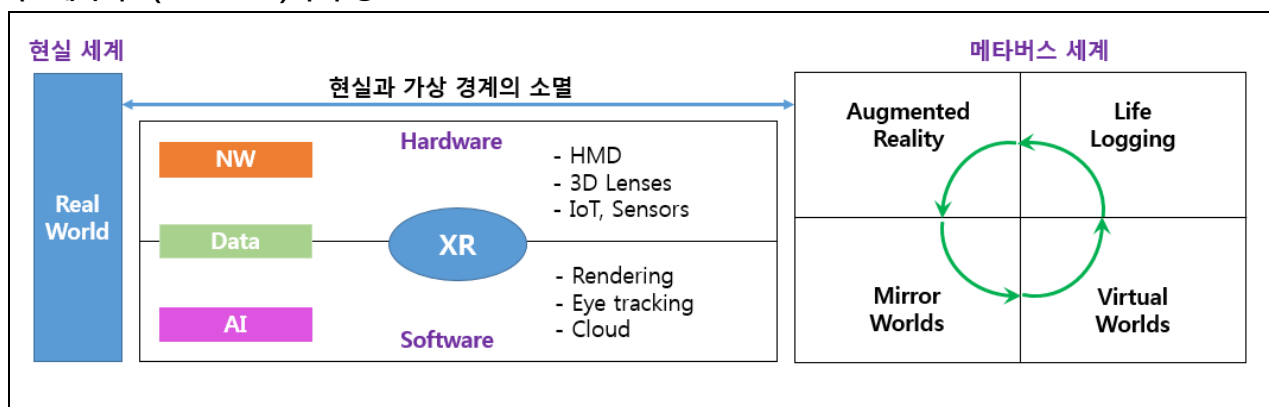 현실 세계
메타버스 세계
현실과 가상 경계의 소멸
Real
World
NW
Data
AI
Hardware
XR
Software
- HMD
- 3D Lenses
- IoT, Sensors
- Rendering
- Eye tracking
- Cloud
Augmented
Reality
Life
Logging
Mirror
Worlds
Virtual
Worlds